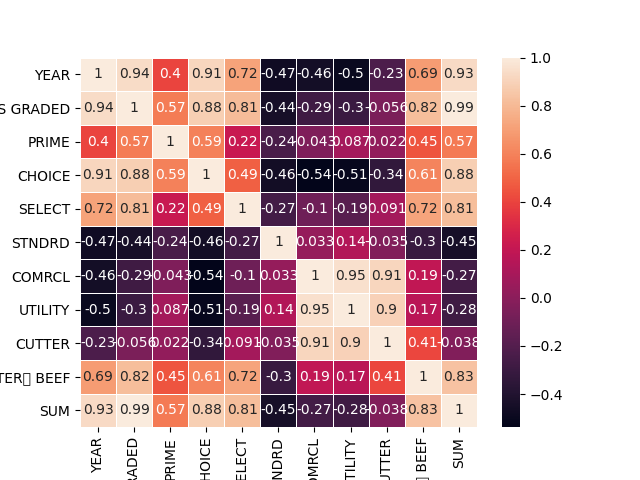 YEAR 1 0.94 0.4 0.91 0.72 -0.47 -0.46 -0.5 -0.23 0.69 0.93
S GRADED 0.94 1 0.57 0.88 0.81 -0.44 -0.29 -0.3 -0.056 0.82 0.99
PRIME 0.4 0.57 1 0.59 0.22 -0.24 -0.043 0.087 0.022 0.45 0.57
CHOICE 0.91 0.88 0.59 1 0.49 -0.46 -0.54 -0.51 -0.34 0.61 0.88
SELECT 0.72 0.81 0.22 0.49 1 -0.27 -0.1 -0.19 0.091 0.72 0.81
STNDRD -0.47 -0.44 -0.24 -0.46 -0.27 1 0.033 0.14 -0.035 -0.3 -0.45
COMRCL -0.46 -0.29 -0.043 -0.54 -0.1 0.033 1 0.95 0.91 0.19 -0.27
UTILITY -0.5 -0.3 0.087 -0.51 -0.19 0.14 0.95 1 0.9 0.17 -0.28
CUTTER -0.23 -0.056 0.022 -0.34 0.091 -0.035 0.91 0.9 1 0.41 -0.038
TER▯ BEEF 0.69 0.82 0.45 0.61 0.72 -0.3 0.19 0.17 0.41 1 0.83
SUM 0.93 0.99 0.57 0.88 0.81 -0.45 -0.27 -0.28 -0.038 0.83 1
YEAR
RADED
PRIME
HOICE
ELECT
NDRD
OMRCL
TILITY
UTTER
▯ BEEF
SUM
1.0
0.8
0.6
0.4
0.2
0.0
−0.2
−0.4